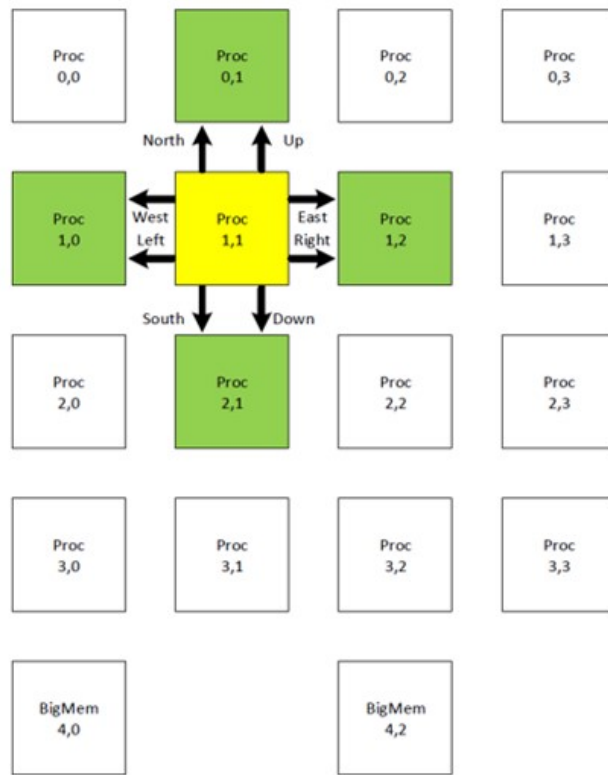 Proc
0,0
Proc
0,1
Proc
0,2
Proc
0,3
North
Up
Proc
1,0
West
Left
Proc
1,1
East
Right
Proc
1,2
Proc
1,3
South
Down
Proc
2,0
Proc
2,1
Proc
2,2
Proc
2,3
Proc
3,0
Proc
3,1
Proc
3,2
Proc
3,3
BigMem
4,0
BigMem
4,2